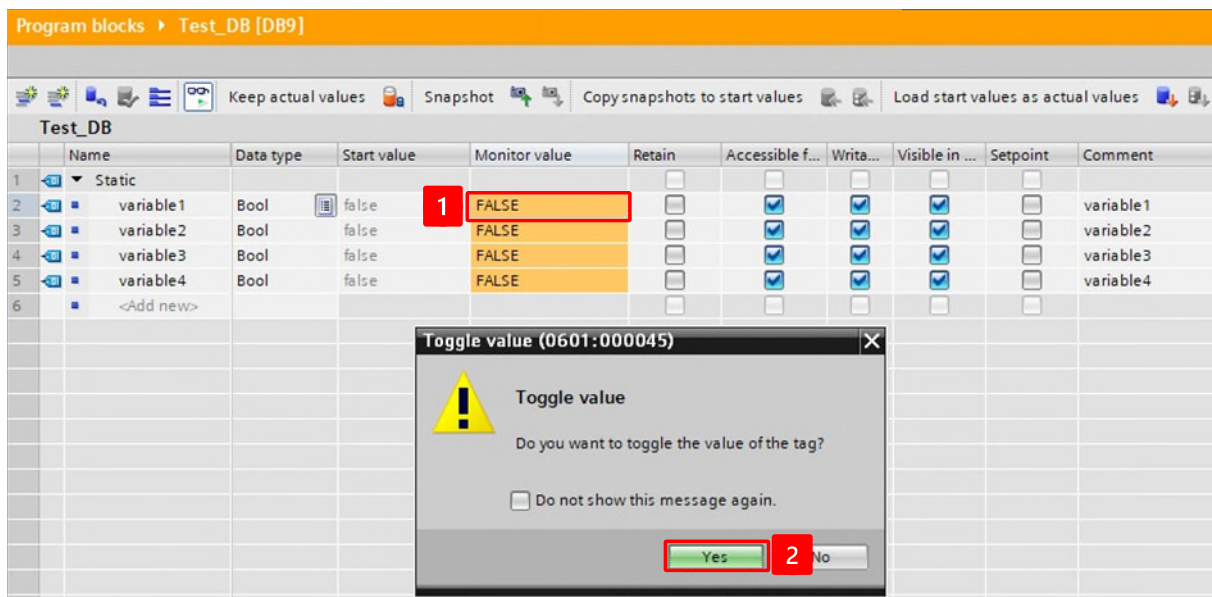 Program blocks ▸ Test_DB [DB9]
Keep actual values Snapshot Copy snapshots to start values Load start values as actual values
Test_DB
Name Data type Start value Monitor value Retain Accessible f... Writa... Visible in ... Setpoint Comment
1 Static
2 variable1 Bool false 1 FALSE variable1
3 variable2 Bool false FALSE variable2
4 variable3 Bool false FALSE variable3
5 variable4 Bool false FALSE variable4
6 <Add new>
Toggle value (0601:000045)
Toggle value
Do you want to toggle the value of the tag?
Do not show this message again.
Yes 2 No